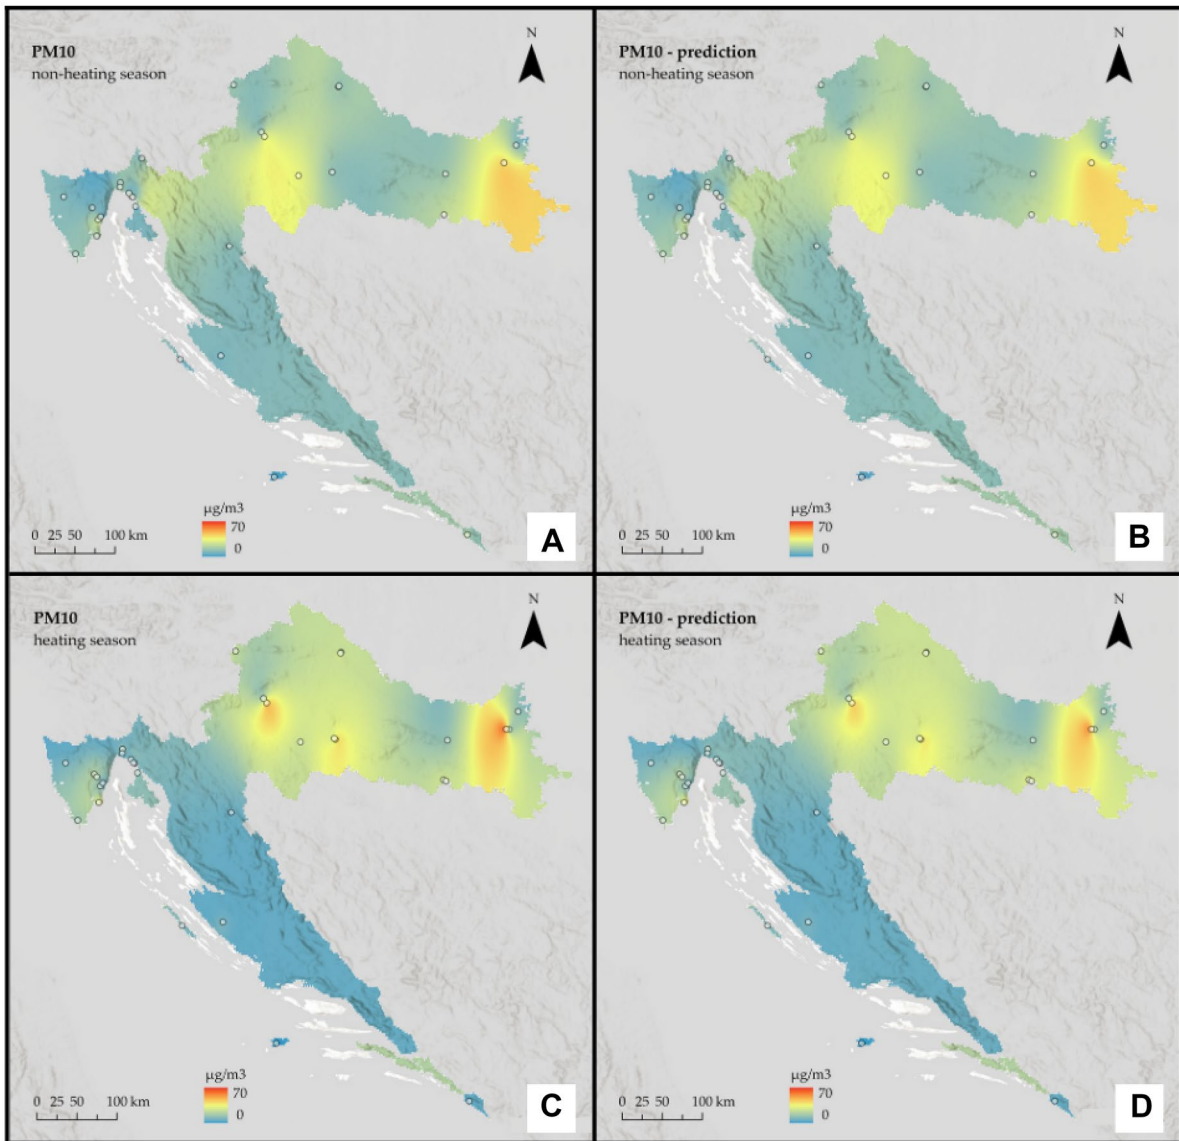 PM10
non-heating season
N
μg/m3
70
0
0 25 50 100 km
A
PM10 - prediction
non-heating season
N
μg/m3
70
0
0 25 50 100 km
B
PM10
heating season
N
μg/m3
70
0
0 25 50 100 km
C
PM10 - prediction
heating season
N
μg/m3
70
0
0 25 50 100 km
D